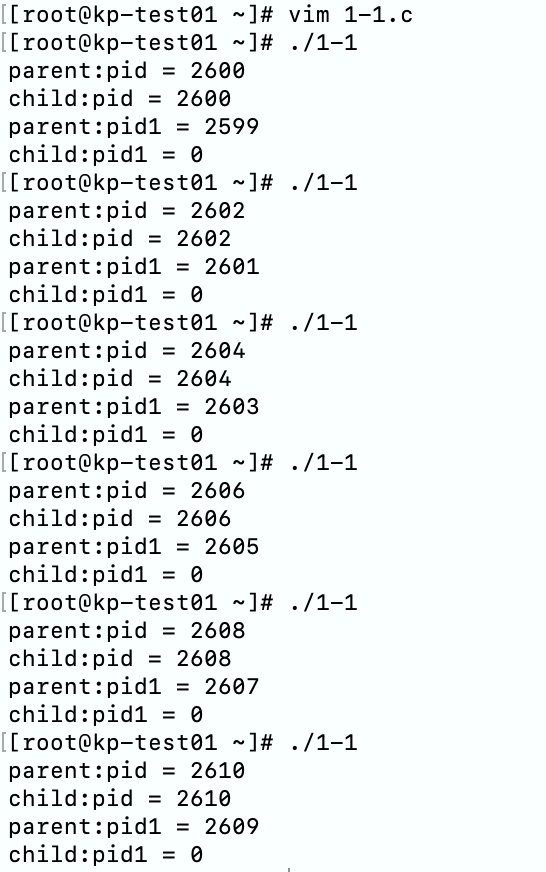 [[root@kp-test01 ~]# vim 1-1.c
[[root@kp-test01 ~]# ./1-1
parent:pid = 2600
child:pid = 2600
parent:pid1 = 2599
child:pid1 = 0
[[root@kp-test01 ~]# ./1-1
parent:pid = 2602
child:pid = 2602
parent:pid1 = 2601
child:pid1 = 0
[[root@kp-test01 ~]# ./1-1
parent:pid = 2604
child:pid = 2604
parent:pid1 = 2603
child:pid1 = 0
[[root@kp-test01 ~]# ./1-1
parent:pid = 2606
child:pid = 2606
parent:pid1 = 2605
child:pid1 = 0
[[root@kp-test01 ~]# ./1-1
parent:pid = 2608
child:pid = 2608
parent:pid1 = 2607
child:pid1 = 0
[[root@kp-test01 ~]# ./1-1
parent:pid = 2610
child:pid = 2610
parent:pid1 = 2609
child:pid1 = 0